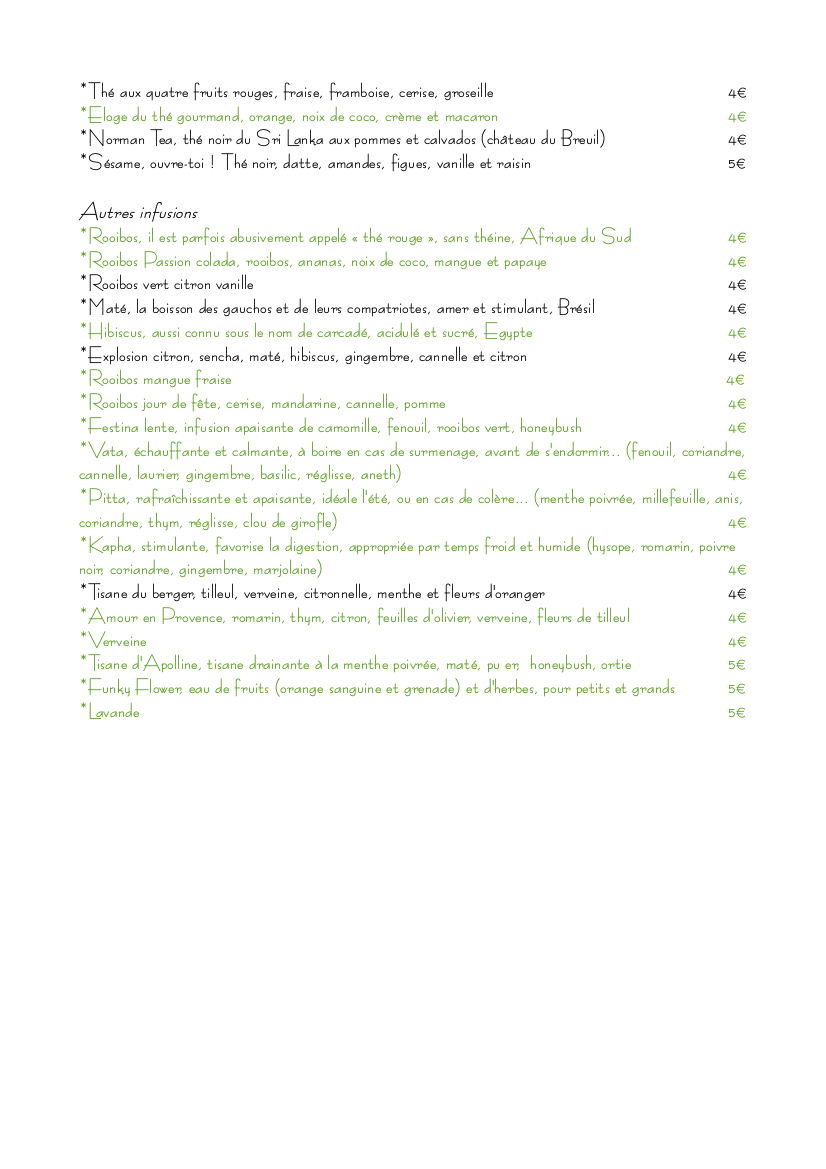 *Thé aux quatre fruits rouges, fraise, framboise, cerise, groseille 4€
*Eloge du thé gourmand, orange, noix de coco, crème et macaron 4€
*Norman Tea, thé noir du Sri Lanka aux pommes et calvados (château du Breuil) 4€
*Sésame, ouvre-toi ! Thé noir, datte, amandes, figues, vanille et raisin 5€
Autres infusions
*Rooibos, il est parfois abusivement appelé « thé rouge », sans théine, Afrique du Sud 4€
*Rooibos Passion colada, rooibos, ananas, noix de coco, mangue et papaye 4€
*Rooibos vert citron vanille 4€
*Maté, la boisson des gauchos et de leurs compatriotes, amer et stimulant, Brésil 4€
*Hibiscus, aussi connu sous le nom de carcadé, acidulé et sucré, Egypte 4€
*Explosion citron, sencha, maté, hibiscus, gingembre, cannelle et citron 4€
*Rooibos mangue fraise 4€
*Rooibos jour de fête, cerise, mandarine, cannelle, pomme 4€
*Festina lente, infusion apaisante de camomille, fenouil, rooibos vert, honeybush 4€
*Vata, échauffante et calmante, à boire en cas de surmenage, avant de s'endormir... (fenouil, coriandre,
cannelle, laurier, gingembre, basilic, réglisse, aneth) 4€
*Pitta, rafraîchissante et apaisante, idéale l'été, ou en cas de colère... (menthe poivrée, millefeuille, anis,
coriandre, thym, réglisse, clou de girofle) 4€
*Kapha, stimulante, favorise la digestion, appropriée par temps froid et humide (hysope, romarin, poivre
noir, coriandre, gingembre, marjolaine) 4€
*Tisane du berger, tilleul, verveine, citronnelle, menthe et fleurs d'oranger 4€
*Amour en Provence, romarin, thym, citron, feuilles d'olivier, verveine, fleurs de tilleul 4€
*Verveine 4€
*Tisane d'Apolline, tisane drainante à la menthe poivrée, maté, pu er, honeybush, ortie 5€
*Funky Flower, eau de fruits (orange sanguine et grenade) et d'herbes, pour petits et grands 5€
*Lavande 5€